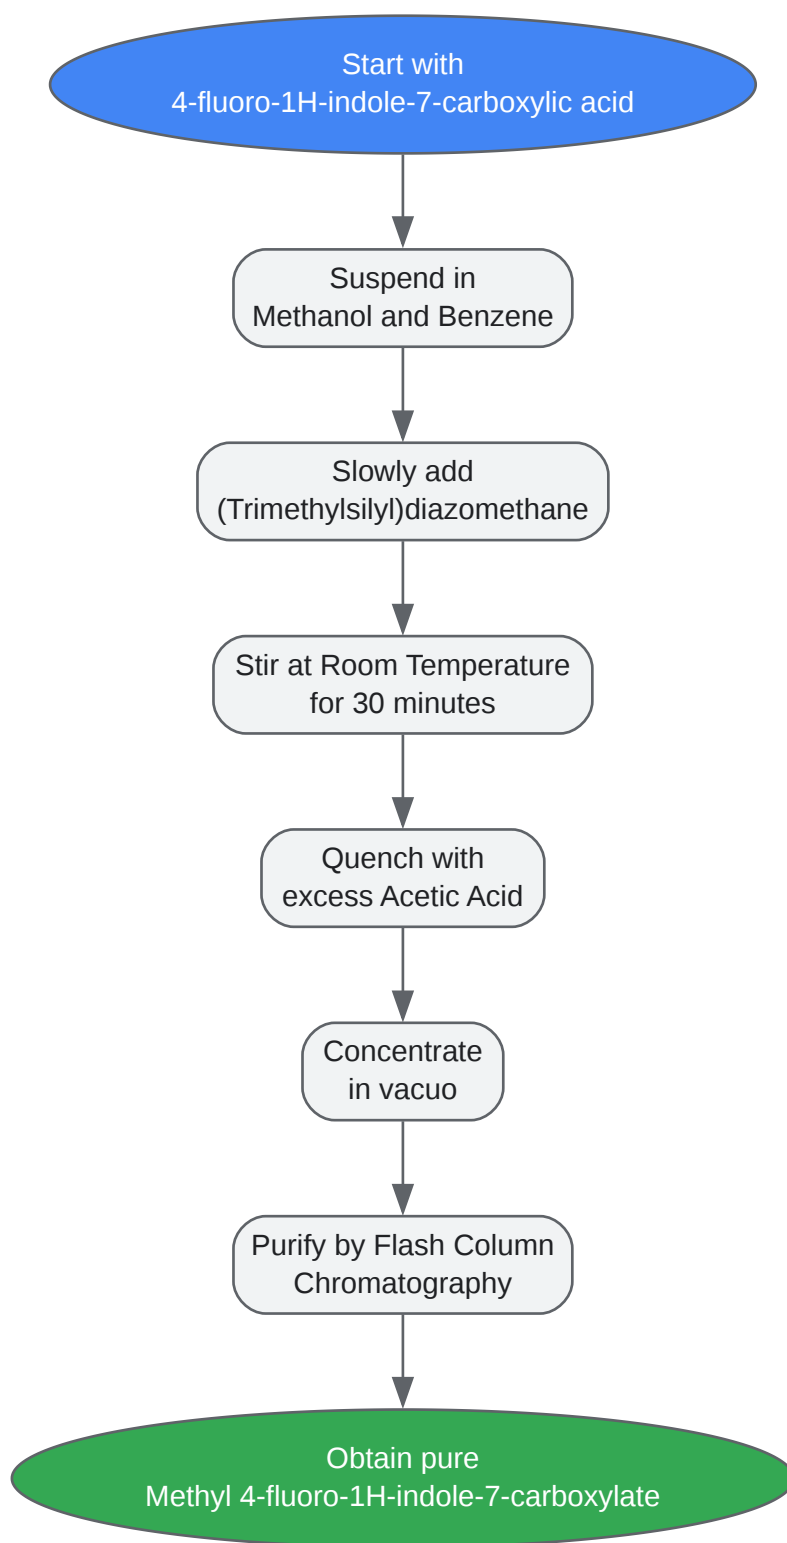 Start with
4-fluoro-1H-indole-7-carboxylic acid
Suspend in
Methanol and Benzene
Slowly add
(Trimethylsilyl)diazomethane
Stir at Room Temperature
for 30 minutes
Quench with
excess Acetic Acid
Concentrate
in vacuo
Purify by Flash Column
Chromatography
Obtain pure
Methyl 4-fluoro-1H-indole-7-carboxylate